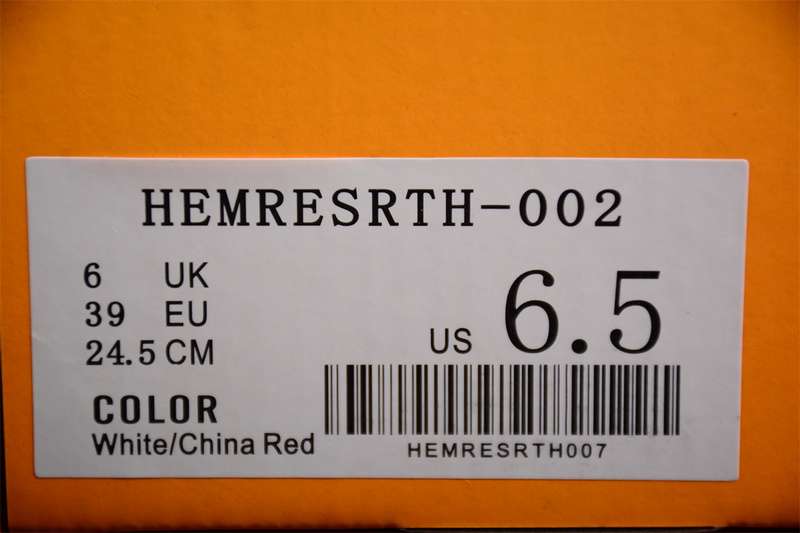 HEMRESRTH-002
6 UK
39 EU
24.5 CM
US 6.5
COLOR
White/China Red
HEMRESRTH007